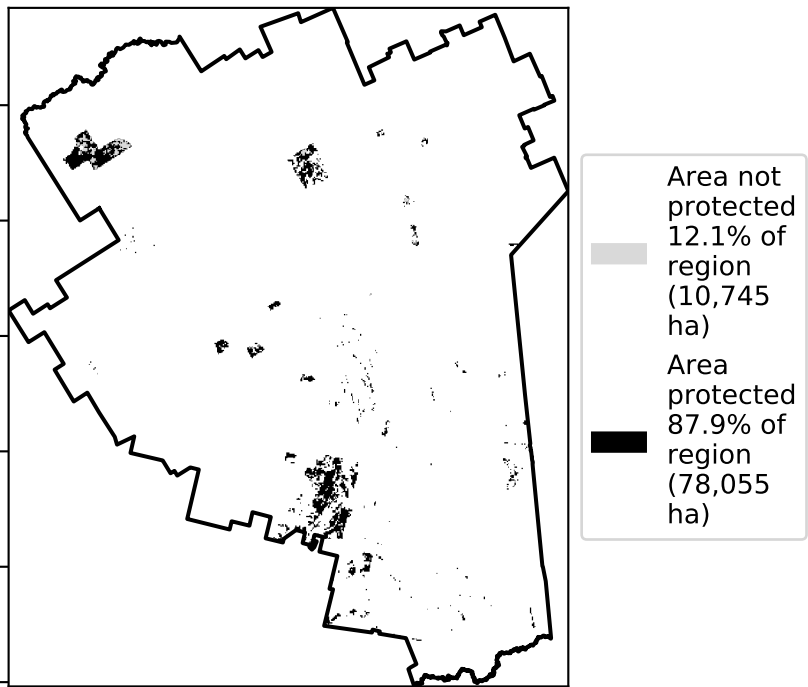 Area not
protected
12.1% of
region
(10,745
ha)
Area
protected
87.9% of
region
(78,055
ha)